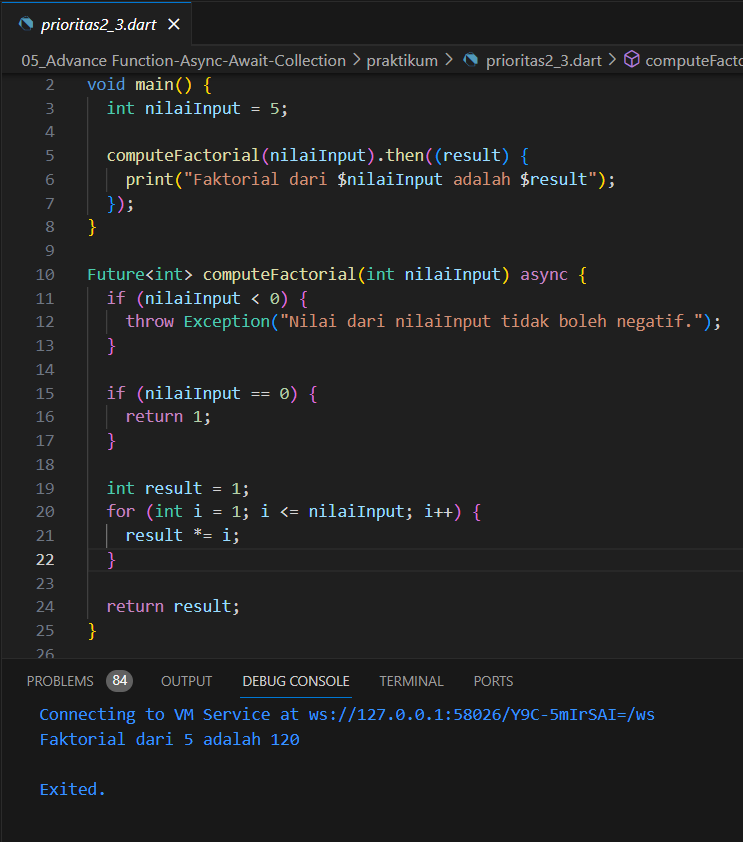 prioritas2_3.dart
05_Advance Function-Async-Await-Collection > praktikum > prioritas2_3.dart > computeFacto
2 void main() {
3   int nilaiInput = 5;
4
5   computeFactorial(nilaiInput).then((result) {
6     print("Faktorial dari $nilaiInput adalah $result");
7   });
8 }
9
10 Future<int> computeFactorial(int nilaiInput) async {
11   if (nilaiInput < 0) {
12     throw Exception("Nilai dari nilaiInput tidak boleh negatif.");
13   }
14
15   if (nilaiInput == 0) {
16     return 1;
17   }
18
19   int result = 1;
20   for (int i = 1; i <= nilaiInput; i++) {
21     result *= i;
22   }
23
24   return result;
25 }
26
PROBLEMS 84 OUTPUT DEBUG CONSOLE TERMINAL PORTS
Connecting to VM Service at ws://127.0.0.1:58026/Y9C-5mIrSAI=/ws
Faktorial dari 5 adalah 120
Exited.